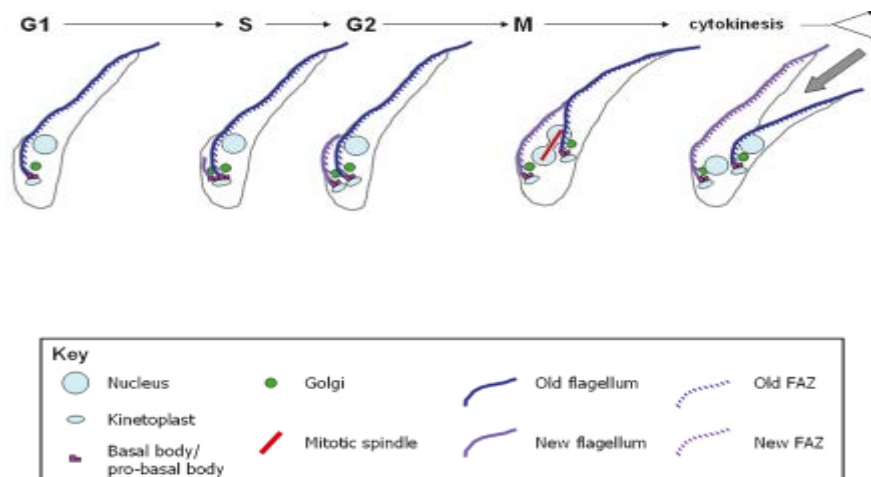 G1 S G2 M cytokinesis
Key
Nucleus Golgi Old flagellum Old FAZ
Kinetoplast
Basal body/ Mitotic spindle New flagellum New FAZ
pro-basal body